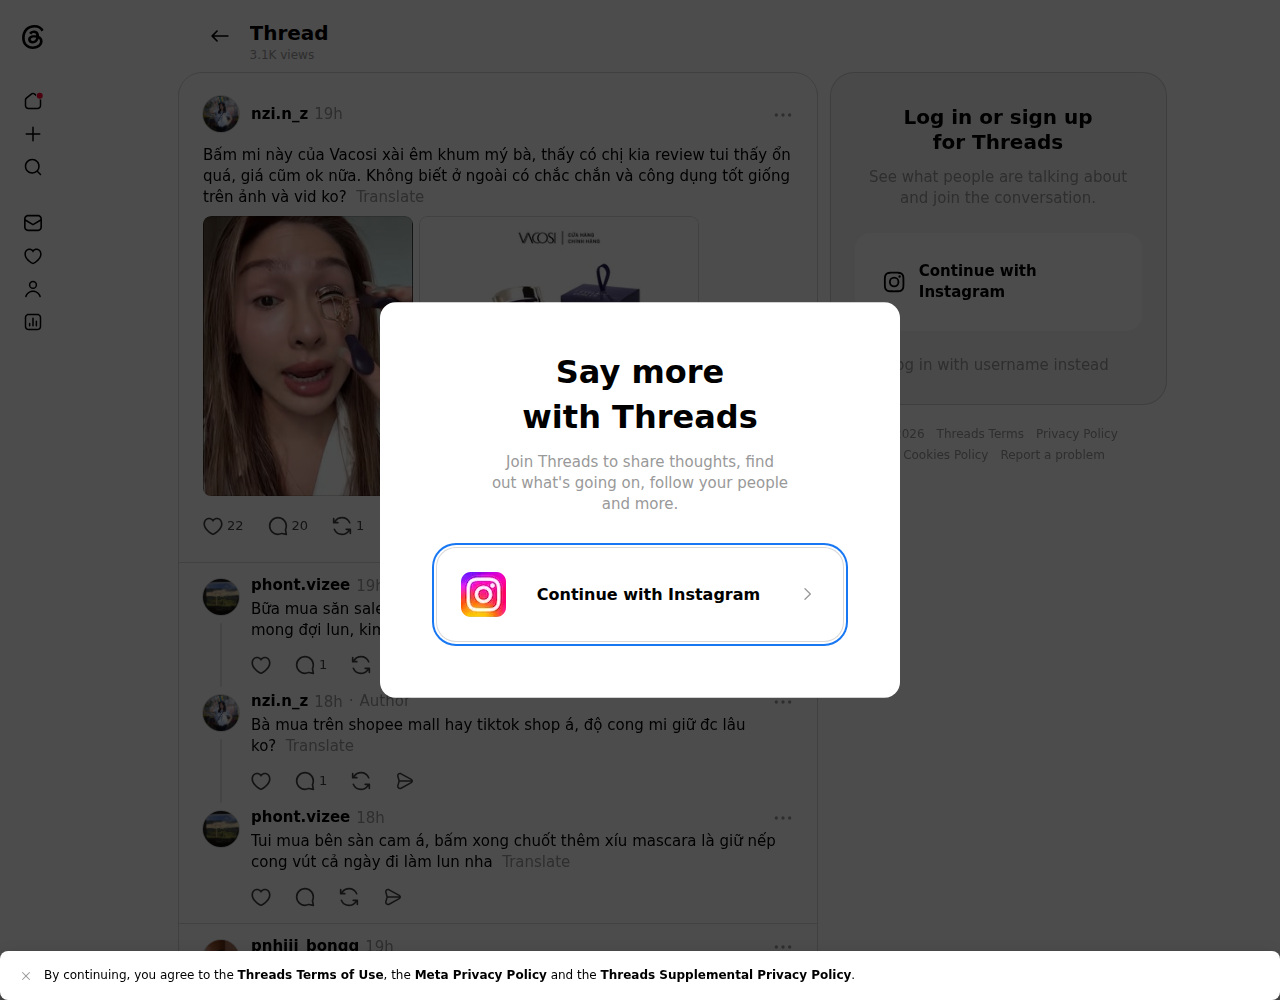 Thread
3.1K views
nzi.n_z 19h
Bấm mi này của Vacosi xài êm khum mý bà, thấy có chị kia review tui thấy ổn
quá, giá cũm ok nữa. Không biết ở ngoài có chắc chắn và công dụng tốt giống
trên ảnh và vid ko? Translate
VACOSI
CỬA HÀNG
CHÍNH HÃNG
22 20 1
phont.vizee 19h
Bữa mua săn sale
mong đợi lun, kin
1
nzi.n_z 18h · Author
Bà mua trên shopee mall hay tiktok shop á, độ cong mi giữ đc lâu
ko? Translate
1
phont.vizee 18h
Tui mua bên sàn cam á, bấm xong chuốt thêm xíu mascara là giữ nếp
cong vút cả ngày đi làm lun nha Translate
pnhiii_bongg 19h
Log in or sign up
for Threads
See what people are talking about
and join the conversation.
Continue with
Instagram
og in with username instead
026 Threads Terms Privacy Policy
Cookies Policy Report a problem
Say more
with Threads
Join Threads to share thoughts, find
out what's going on, follow your people
and more.
Continue with Instagram
By continuing, you agree to the Threads Terms of Use, the Meta Privacy Policy and the Threads Supplemental Privacy Policy.